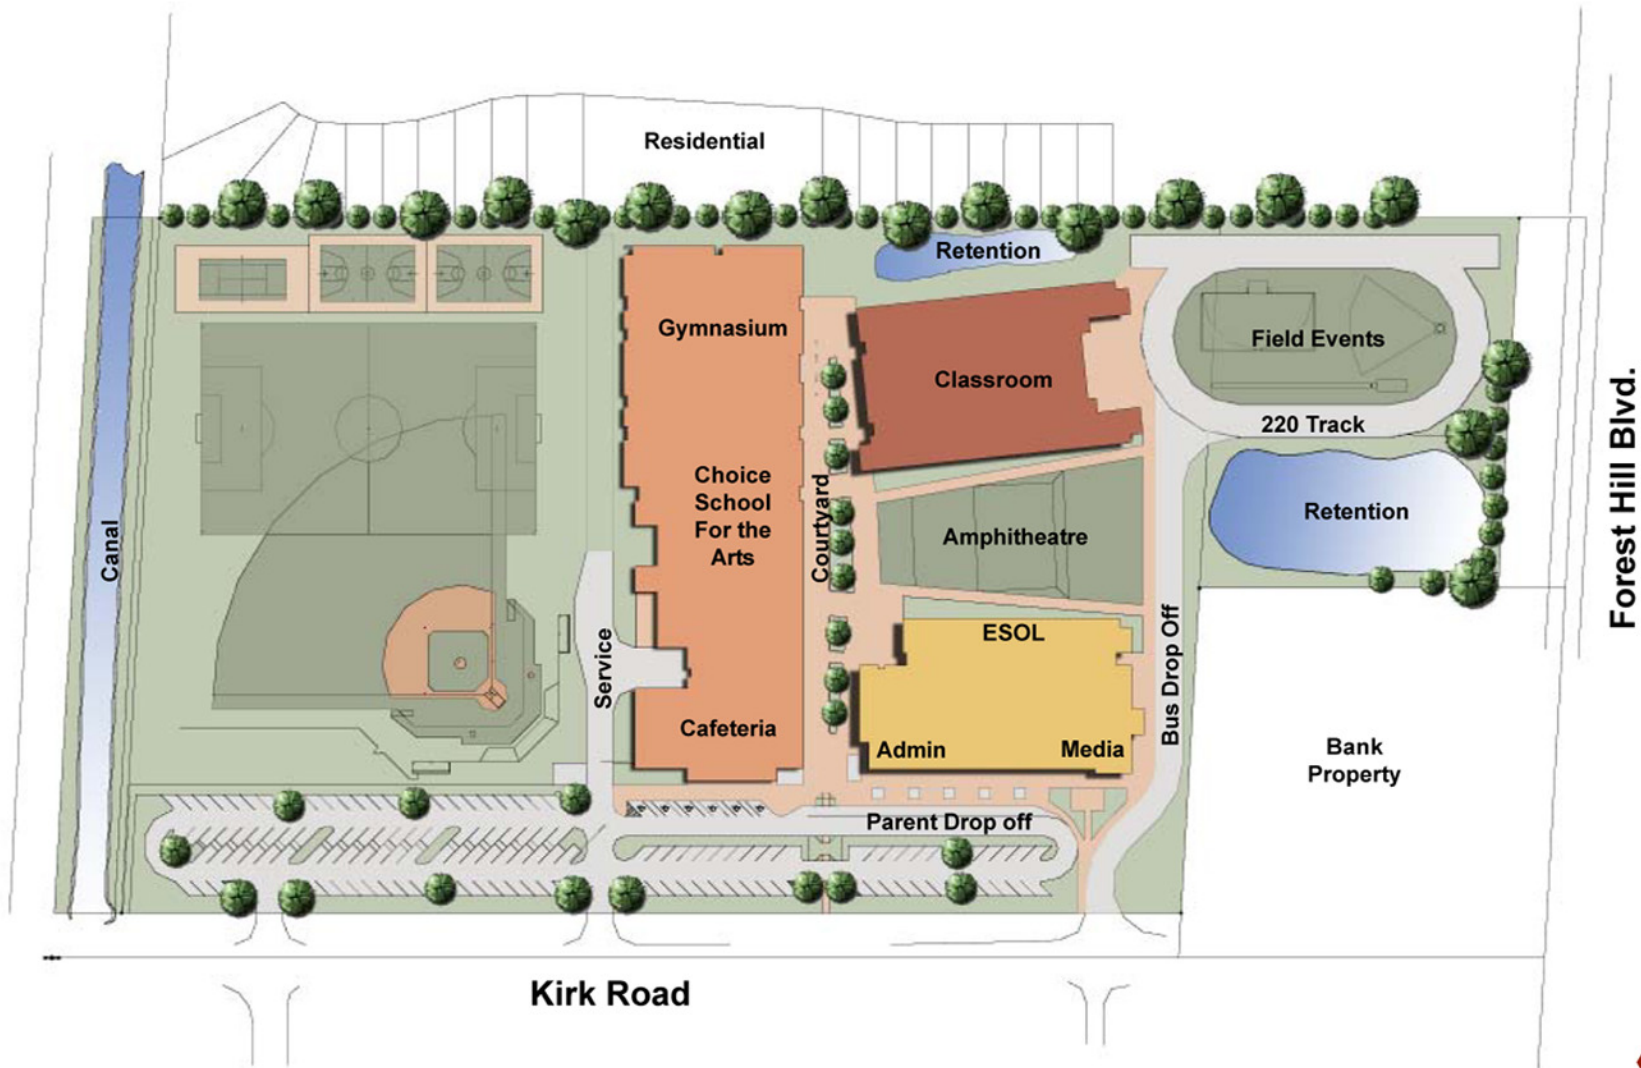 Residential
Retention
Gymnasium
Classroom
Field Events
220 Track
Choice
School
For the
Arts
Courtyard
Amphitheatre
Retention
Canal
Forest Hill Blvd.
ESOL
Service
Bus Drop Off
Cafeteria
Admin
Media
Bank
Property
Parent Drop off
Kirk Road